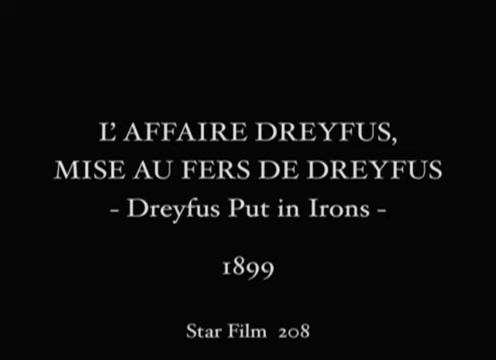 L' AFFAIRE DREYFUS,
MISE AU FERS DE DREYFUS
- Dreyfus Put in Irons -
1899
Star Film 208